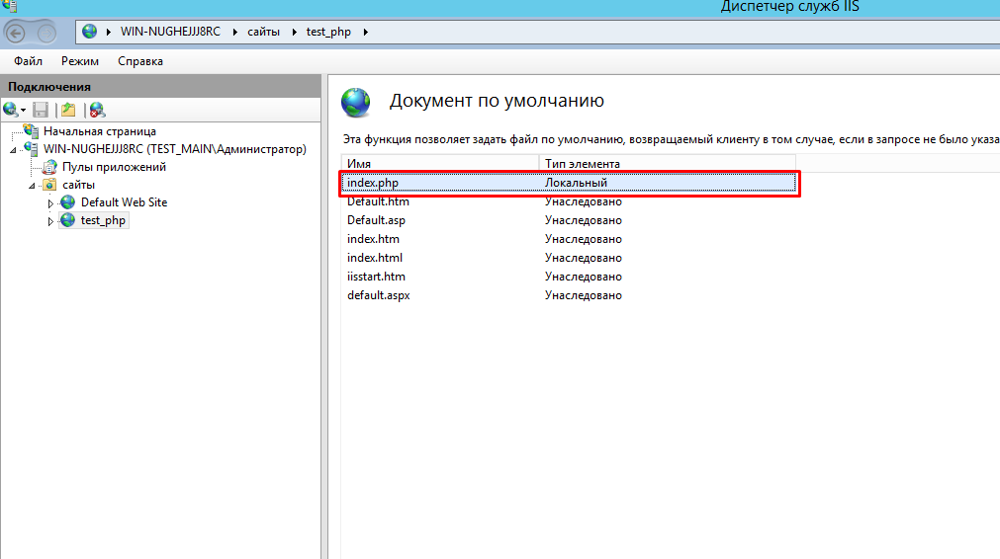 Диспетчер служб IIS
WIN-NUGHEJJJ8RC сайты test_php
Файл Режим Справка
Подключения
Начальная страница
WIN-NUGHEJJJ8RC (TEST_MAIN\Администратор)
Пулы приложений
сайты
Default Web Site
test_php
Документ по умолчанию
Эта функция позволяет задать файл по умолчанию, возвращаемый клиенту в том случае, если в запросе не было указа
Имя Тип элемента
index.php Локальный
Default.htm Унаследовано
Default.asp Унаследовано
index.htm Унаследовано
index.html Унаследовано
iisstart.htm Унаследовано
default.aspx Унаследовано